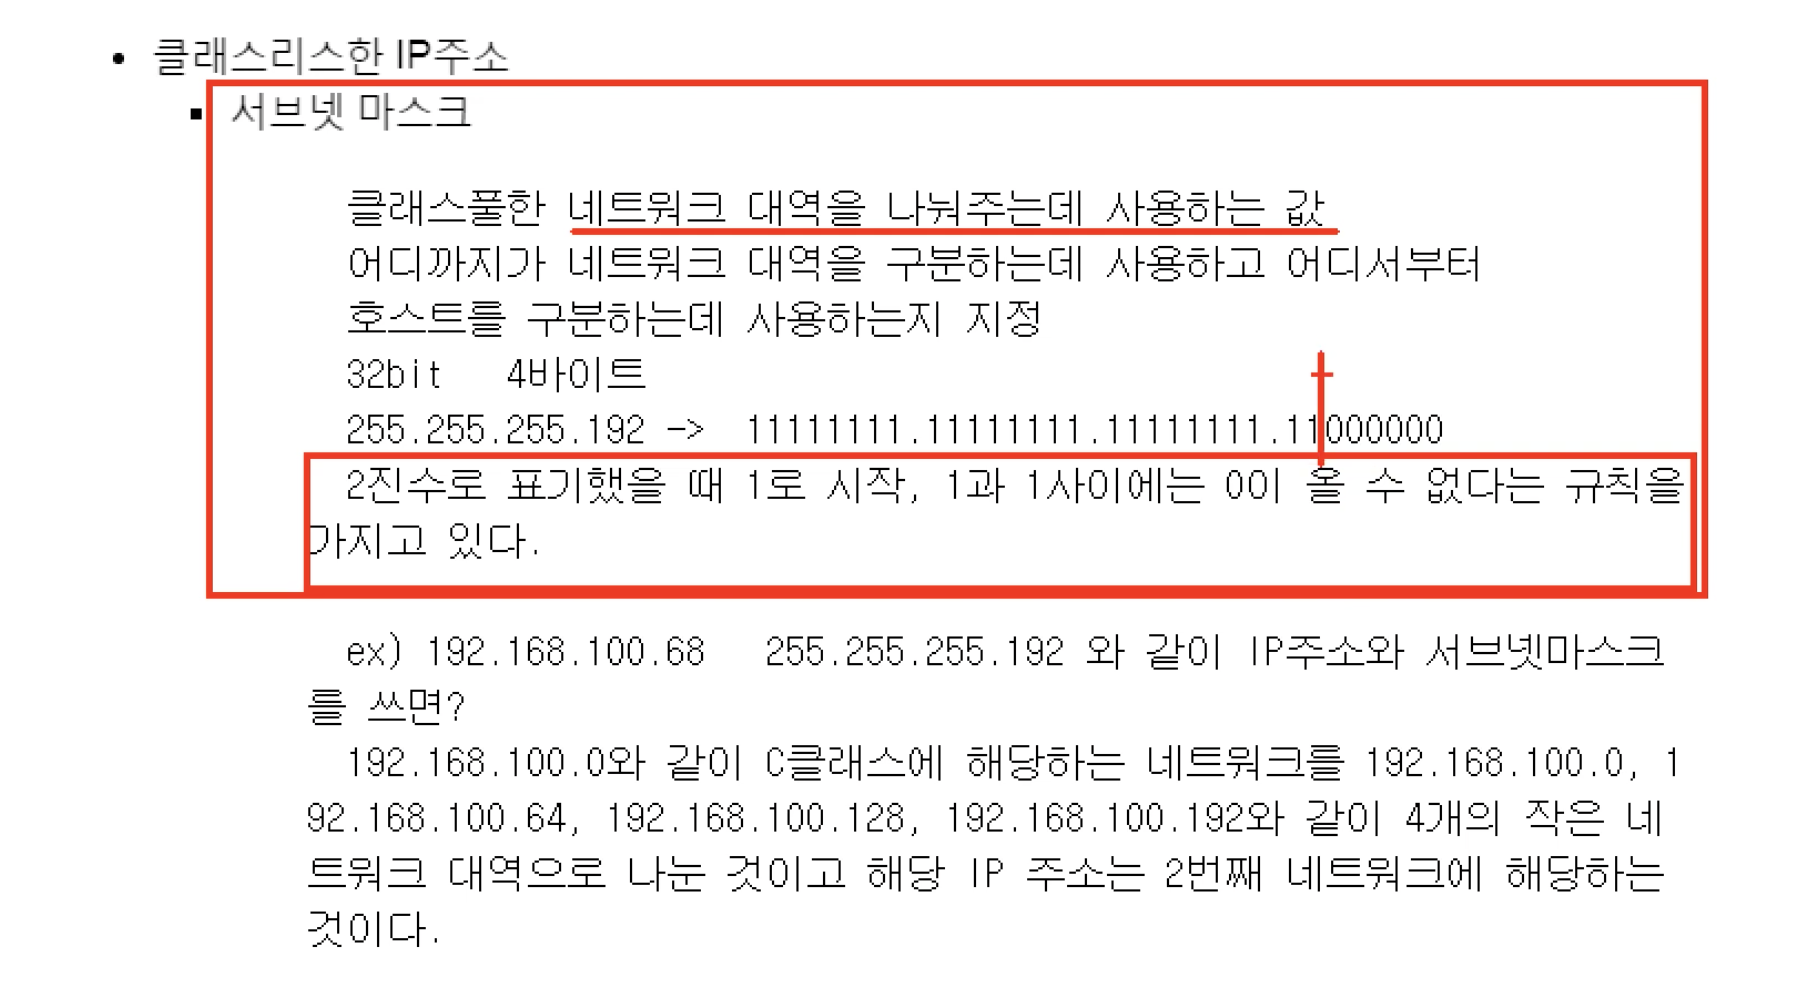 • 클래스리스한 IP주소
▪ 서브넷 마스크
클래스풀한 네트워크 대역을 나눠주는데 사용하는 값
어디까지가 네트워크 대역을 구분하는데 사용하고 어디서부터
호스트를 구분하는데 사용하는지 지정
32bit 4바이트
255.255.255.192 -> 11111111.11111111.11111111.11000000
2진수로 표기했을 때 1로 시작, 1과 1사이에는 0이 올 수 없다는 규칙을
가지고 있다.
ex) 192.168.100.68 255.255.255.192 와 같이 IP주소와 서브넷마스크
를 쓰면?
192.168.100.0와 같이 C클래스에 해당하는 네트워크를 192.168.100.0, 1
92.168.100.64, 192.168.100.128, 192.168.100.192와 같이 4개의 작은 네
트워크 대역으로 나눈 것이고 해당 IP 주소는 2번째 네트워크에 해당하는
것이다.